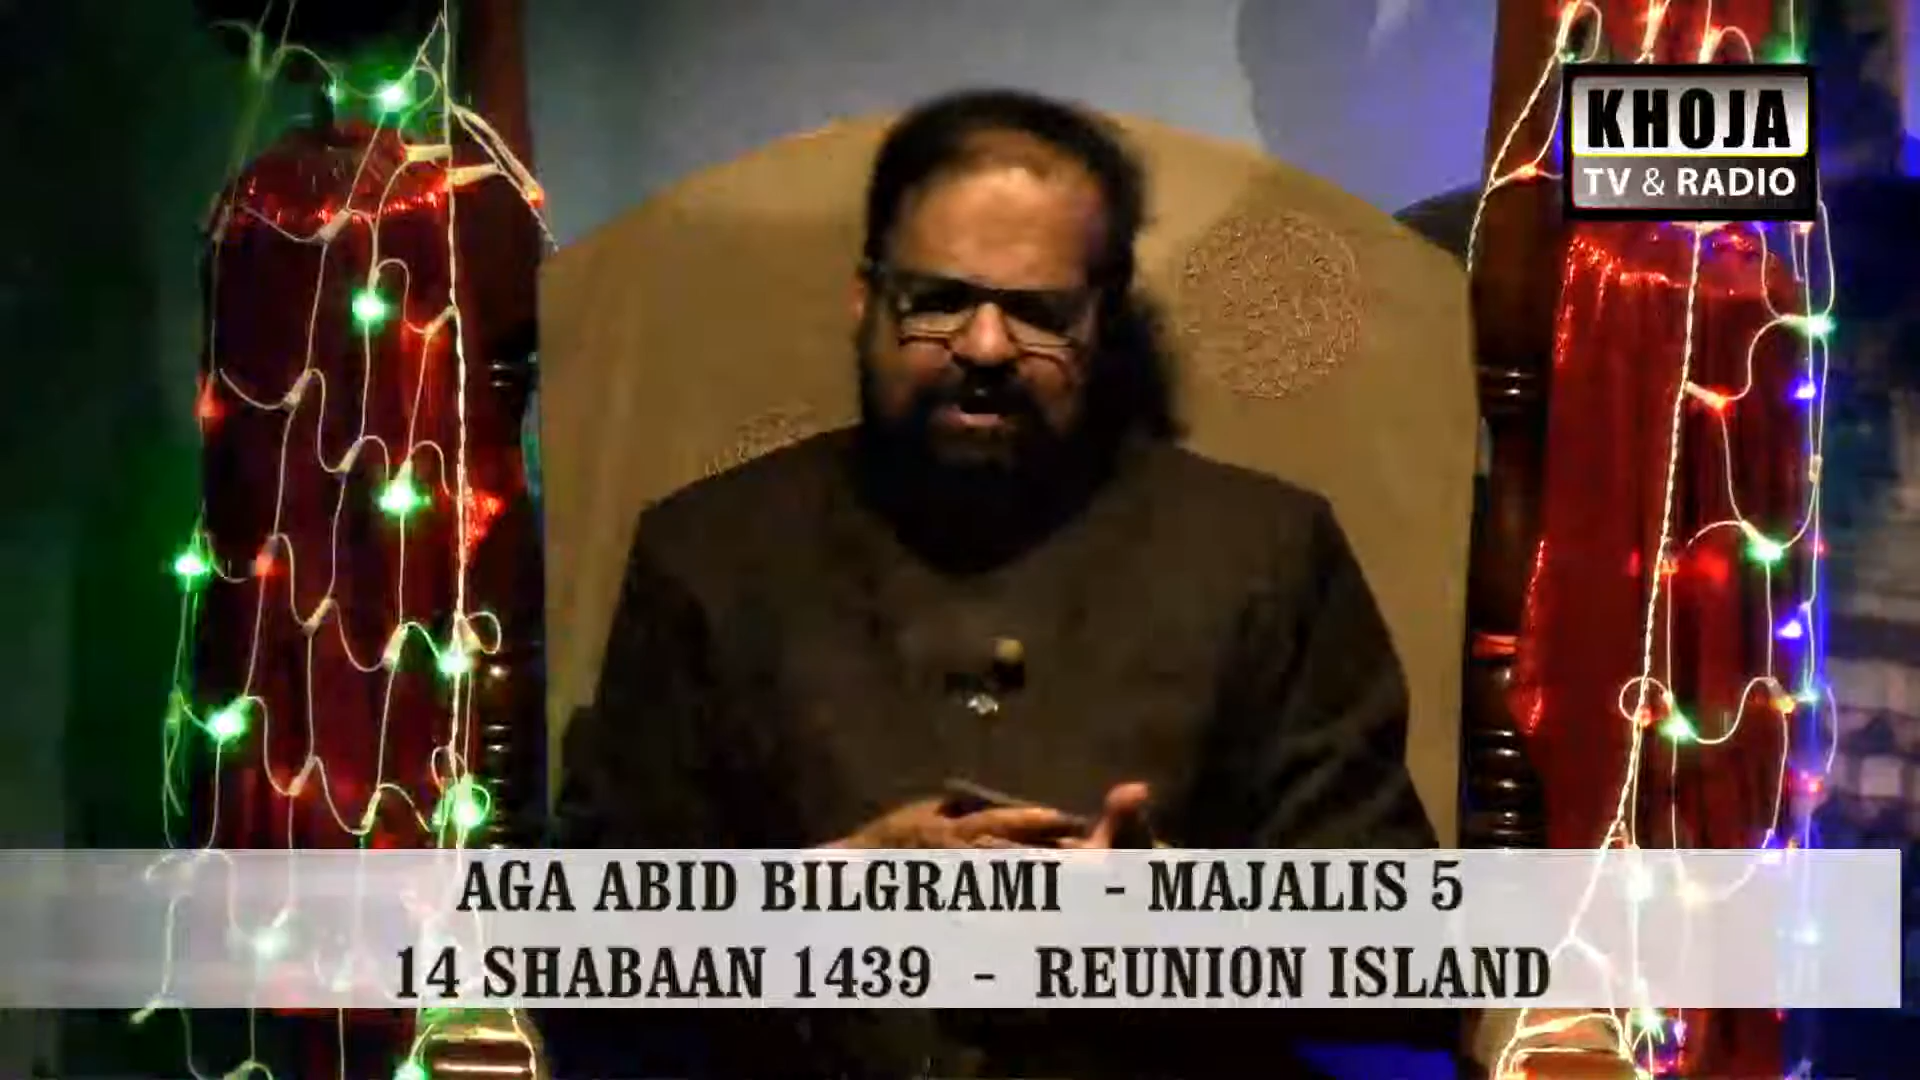 KHOJA
TV & RADIO
AGA ABID BILGRAMI - MAJALIS 5
14 SHABAAN 1439 - REUNION ISLAND